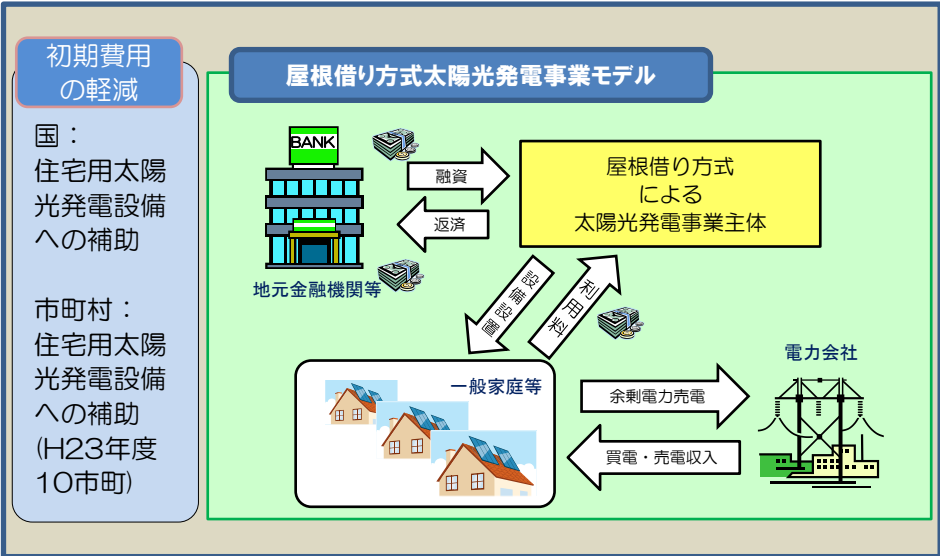 初期費用
の軽減
国：
住宅用太陽
光発電設備
への補助
市町村：
住宅用太陽
光発電設備
への補助
(H23年度
10市町)
屋根借り方式太陽光発電事業モデル
BANK
融資
返済
地元金融機関等
屋根借り方式
による
太陽光発電事業主体
設備設置
利用料
一般家庭等
余剰電力売電
買電・売電収入
電力会社